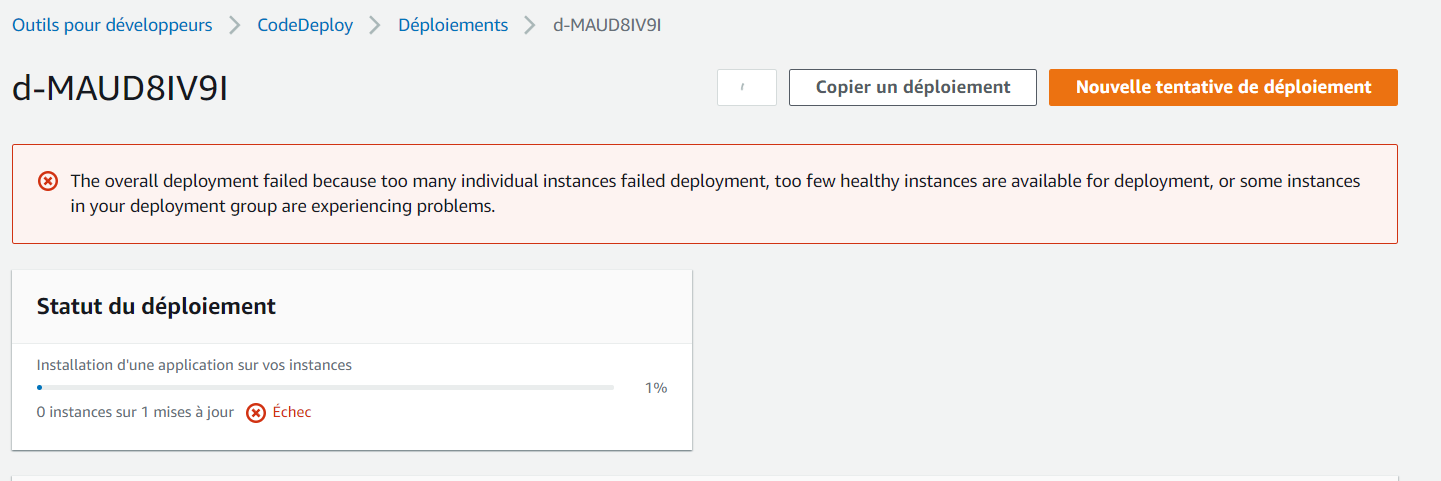 Outils pour développeurs > CodeDeploy > Déploiements > d-MAUD8IV9I
d-MAUD8IV9I
Copier un déploiement
Nouvelle tentative de déploiement
The overall deployment failed because too many individual instances failed deployment, too few healthy instances are available for deployment, or some instances
in your deployment group are experiencing problems.
Statut du déploiement
Installation d'une application sur vos instances
1%
0 instances sur 1 mises à jour Échec